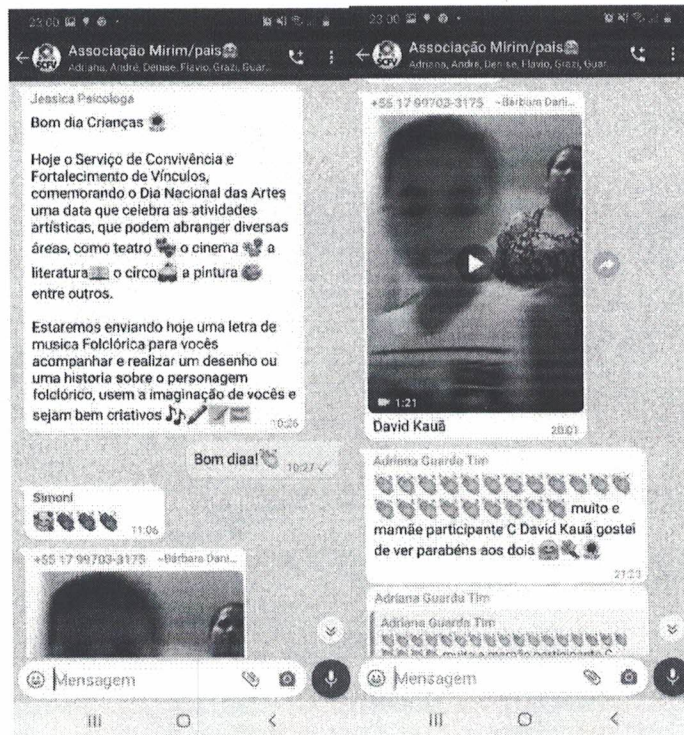 23:00
Associação Mirim/pais
Adriana, André, Denise, Flavio, Grazi, Guar...
Jessica Psicologa
Bom dia Crianças
Hoje o Serviço de Convivência e
Fortalecimento de Vínculos,
comemorando o Dia Nacional das Artes
uma data que celebra as atividades
artísticas, que podem abranger diversas
áreas, como teatro o cinema a
literatura o circo a pintura
entre outros.
Estaremos enviando hoje uma letra de
musica Folclórica para vocês
acompanhar e realizar um desenho ou
uma historia sobre o personagem
folclórico, usem a imaginação de vocês e
sejam bem criativos
10:26
Bom diaa!
10:27
Simoni
11:06
+55 17 99703-3175 ~Bárbara Dani...
Mensagem
23:00
Associação Mirim/pais
Adriana, André, Denise, Flavio, Grazi, Guar...
+55 17 99703-3175 ~Bárbara Dani...
1:21
David Kauã
20:01
Adriana Guarda Tim
muito e
mamãe participante C David Kauã gostei
de ver parabéns aos dois
21:23
Adriana Guarda Tim
Adriana Guarda Tim
muito e mamãe participante C
Mensagem